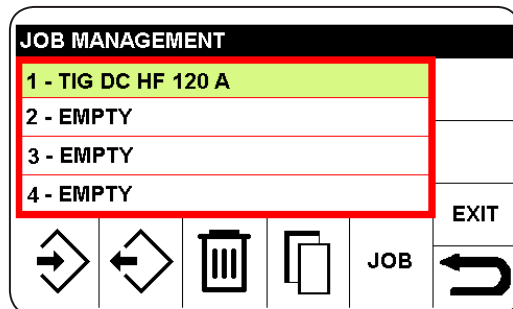 JOB MANAGEMENT
1 - TIG DC HF 120 A
2 - EMPTY
3 - EMPTY
4 - EMPTY
EXIT
JOB